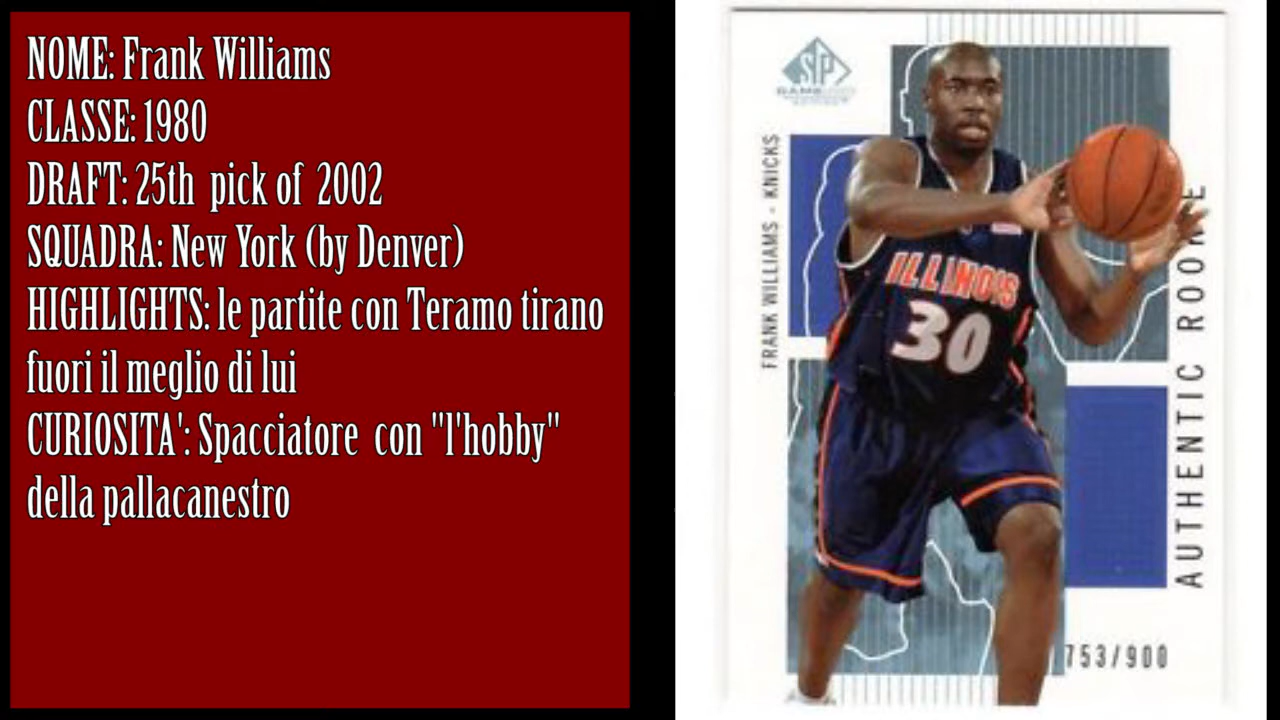 NOME: Frank Williams
CLASSE: 1980
DRAFT: 25th pick of 2002
SQUADRA: New York (by Denver)
HIGHLIGHTS: le partite con Teramo tirano
fuori il meglio di lui
CURIOSITA': Spacciatore con "l'hobby"
della pallacanestro
SP
FRANK WILLIAMS - KNICKS
ILLINOIS
30
AUTHENTIC ROOKIE
753/900